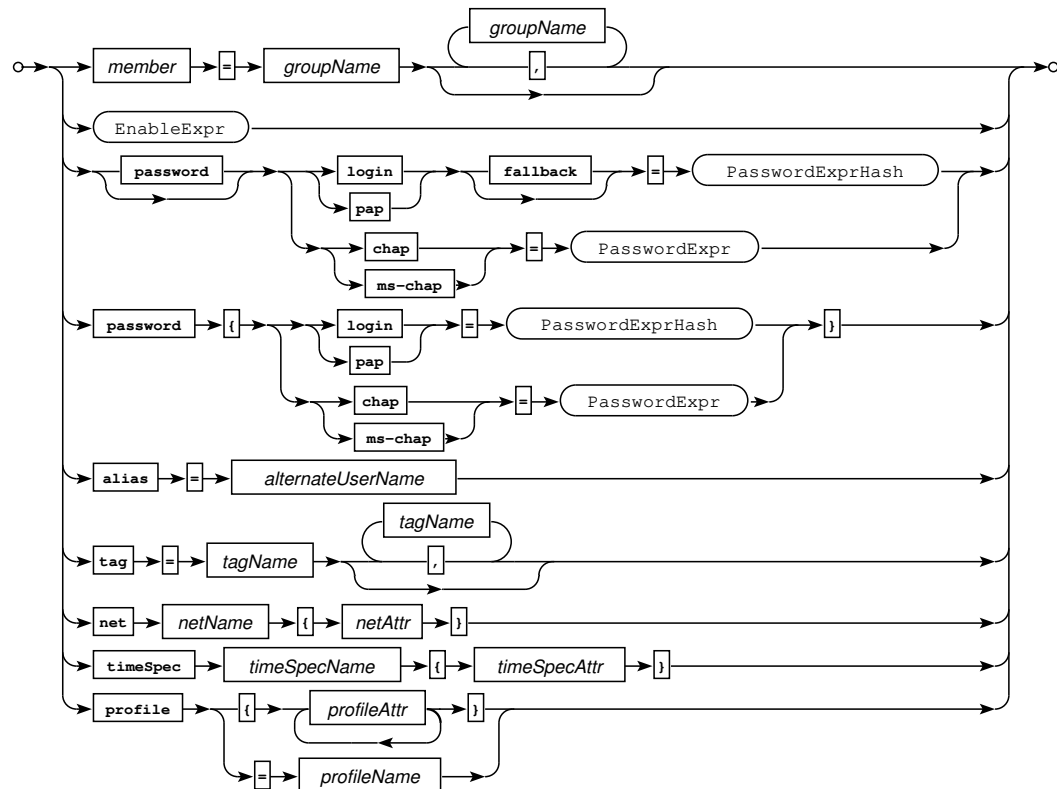 groupName
member = groupName ,
EnableExpr
password login fallback = PasswordExprHash
pap
chap = PasswordExpr
ms-chap
password { login = PasswordExprHash }
pap
chap = PasswordExpr
ms-chap
alias = alternateUserName
tagName
tag = tagName ,
net netName { netAttr }
timeSpec timeSpecName { timeSpecAttr }
profile { profileAttr }
= profileName